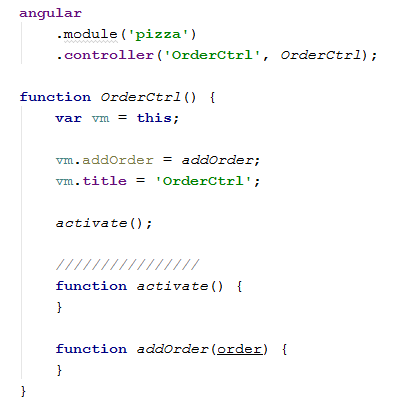 angular
    .module('pizza')
    .controller('OrderCtrl', OrderCtrl);
function OrderCtrl() {
    var vm = this;
    vm.addOrder = addOrder;
    vm.title = 'OrderCtrl';
    activate();
    ////////////////
    function activate() {
    }
    function addOrder(order) {
    }
}